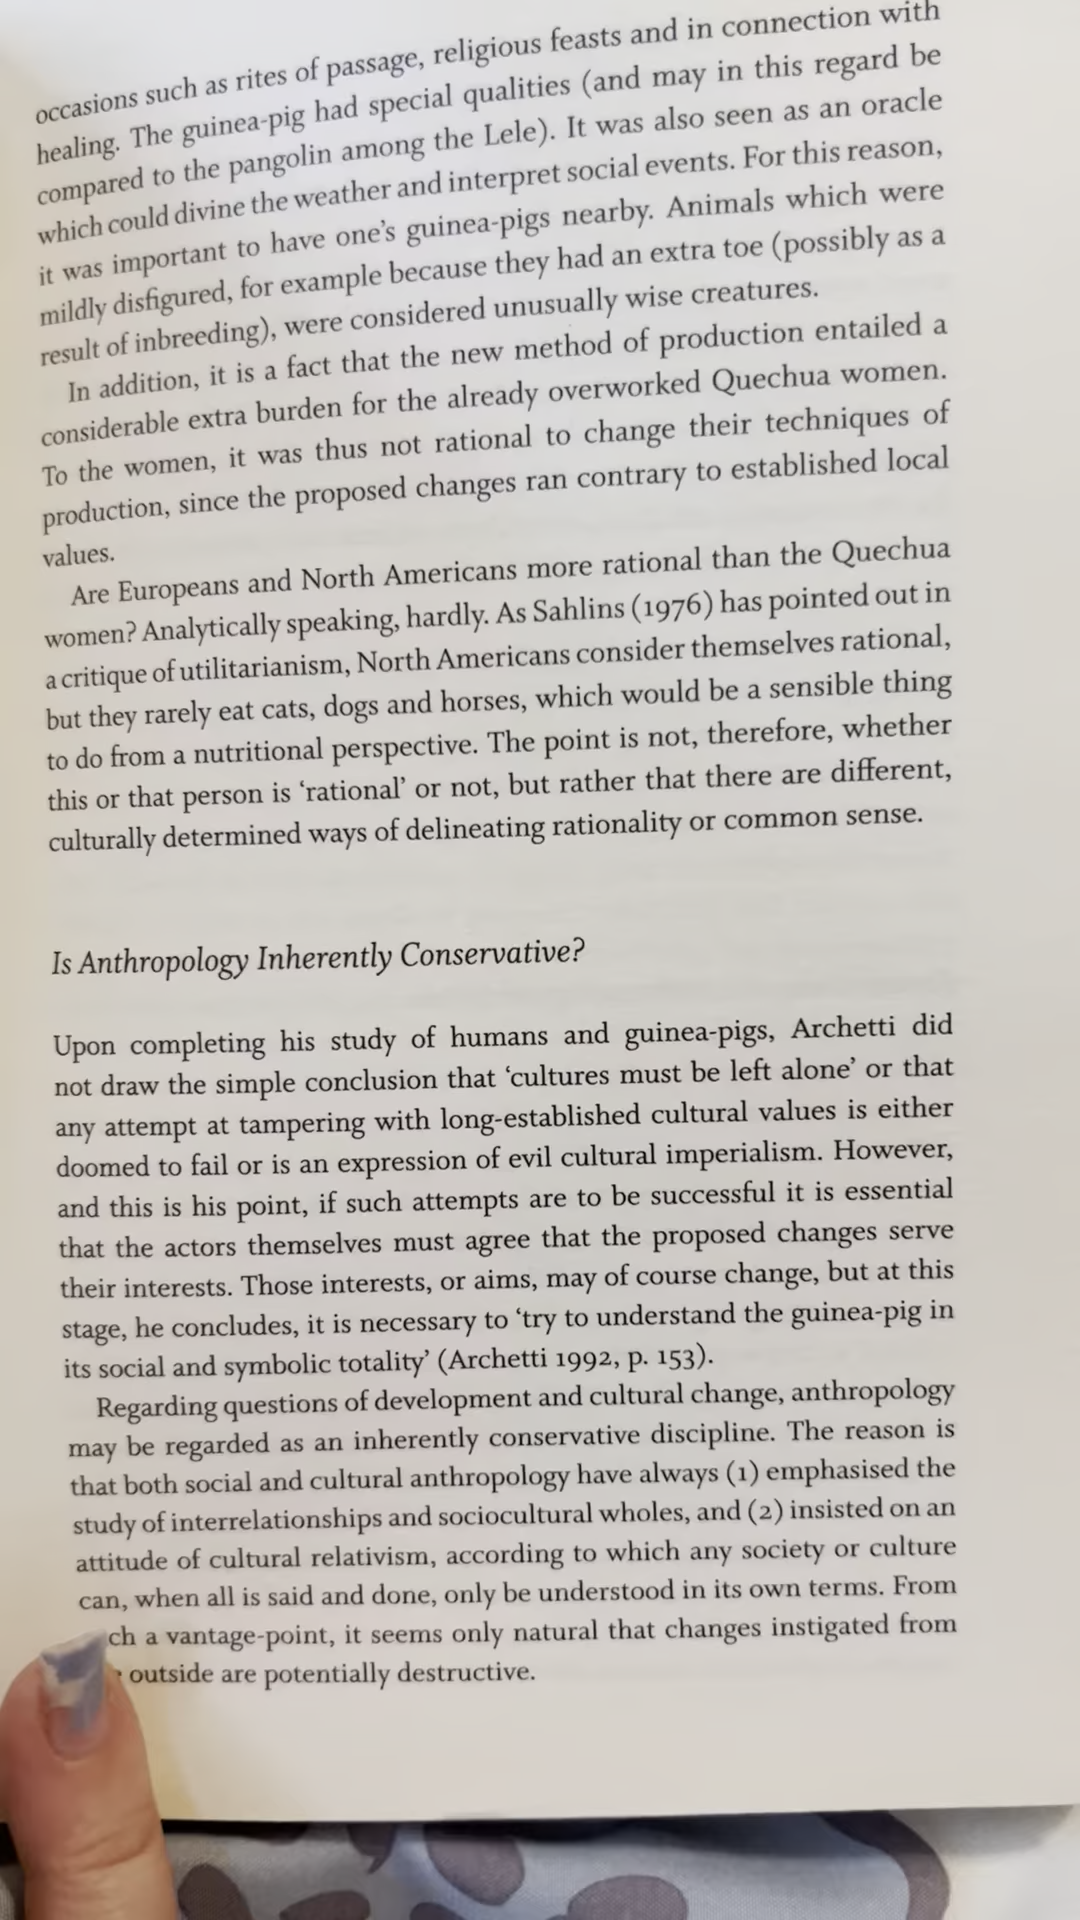 occasions such as rites of passage, religious feasts and in connection with
healing. The guinea-pig had special qualities (and may in this regard be
compared to the pangolin among the Lele). It was also seen as an oracle
which could divine the weather and interpret social events. For this reason,
it was important to have one's guinea-pigs nearby. Animals which were
mildly disfigured, for example because they had an extra toe (possibly as a
result of inbreeding), were considered unusually wise creatures.
In addition, it is a fact that the new method of production entailed a
considerable extra burden for the already overworked Quechua women.
To the women, it was thus not rational to change their techniques of
production, since the proposed changes ran contrary to established local
values.
Are Europeans and North Americans more rational than the Quechua
women? Analytically speaking, hardly. As Sahlins (1976) has pointed out in
a critique of utilitarianism, North Americans consider themselves rational,
but they rarely eat cats, dogs and horses, which would be a sensible thing
to do from a nutritional perspective. The point is not, therefore, whether
this or that person is ‘rational’ or not, but rather that there are different,
culturally determined ways of delineating rationality or common sense.
Is Anthropology Inherently Conservative?
Upon completing his study of humans and guinea-pigs, Archetti did
not draw the simple conclusion that ‘cultures must be left alone’ or that
any attempt at tampering with long-established cultural values is either
doomed to fail or is an expression of evil cultural imperialism. However,
and this is his point, if such attempts are to be successful it is essential
that the actors themselves must agree that the proposed changes serve
their interests. Those interests, or aims, may of course change, but at this
stage, he concludes, it is necessary to ‘try to understand the guinea-pig in
its social and symbolic totality’ (Archetti 1992, p. 153).
Regarding questions of development and cultural change, anthropology
may be regarded as an inherently conservative discipline. The reason is
that both social and cultural anthropology have always (1) emphasised the
study of interrelationships and sociocultural wholes, and (2) insisted on an
attitude of cultural relativism, according to which any society or culture
can, when all is said and done, only be understood in its own terms. From
ch a vantage-point, it seems only natural that changes instigated from
outside are potentially destructive.